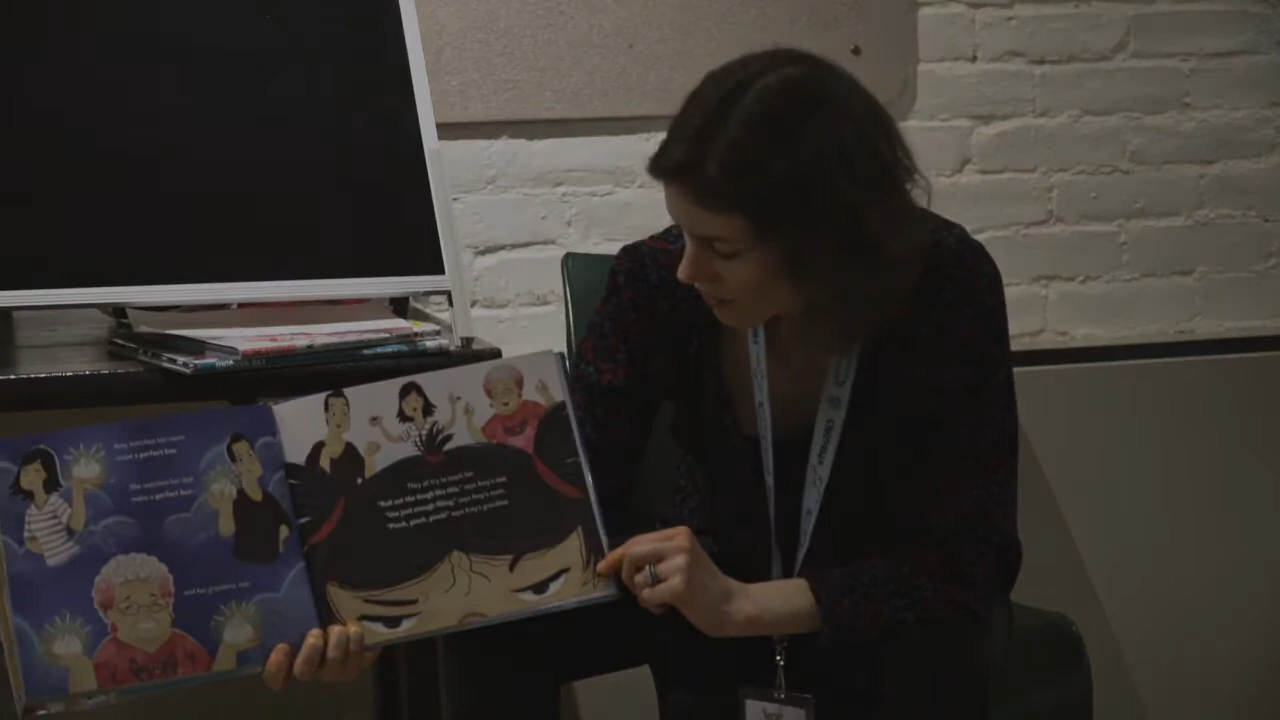 Amy watches her mom
make a perfect bao.
She watches her dad
make a perfect bao.
and her grandma, too.
They all try to teach her.
"Roll out the dough like this," says Amy's dad.
"Use just enough filling," says Amy's mom.
"Pinch, pinch, pinch!" says Amy's grandma.